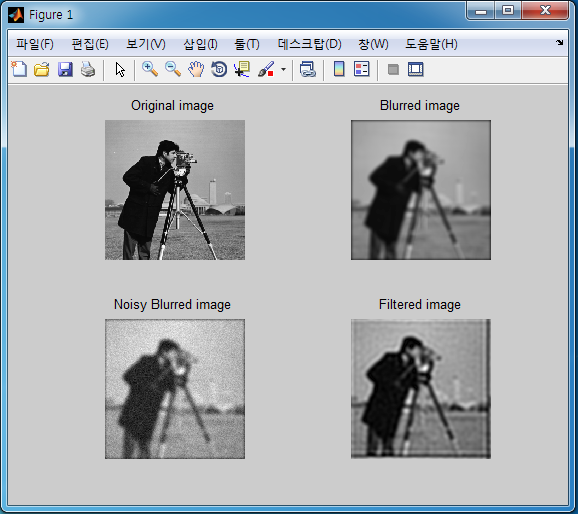 Figure 1
파일(F) 편집(E) 보기(V) 삽입(I) 툴(T) 데스크탑(D) 창(W) 도움말(H)
Original image
Blurred image
Noisy Blurred image
Filtered image